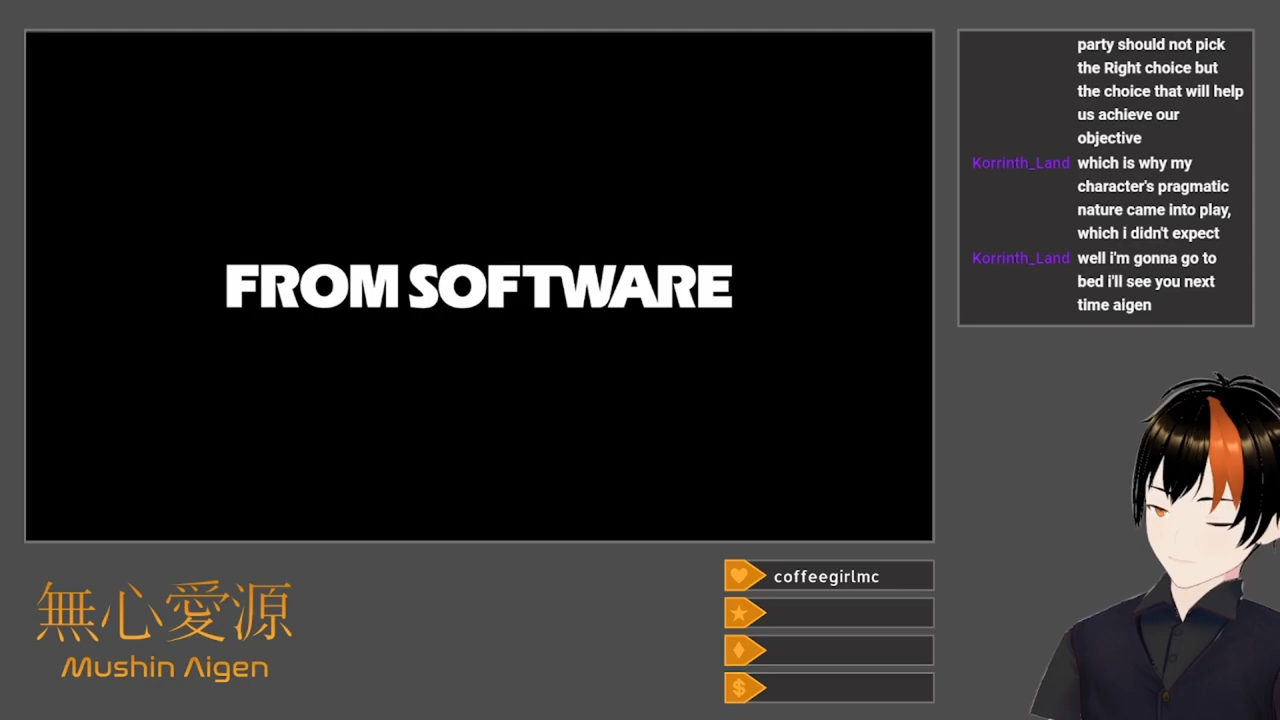 FROM SOFTWARE
party should not pick
the Right choice but
the choice that will help
us achieve our
objective
Korrinth_Land which is why my
character's pragmatic
nature came into play,
which i didn't expect
Korrinth_Land well i'm gonna go to
bed i'll see you next
time aigen
coffeegirlmc
$
無心愛源
Mushin Aigen